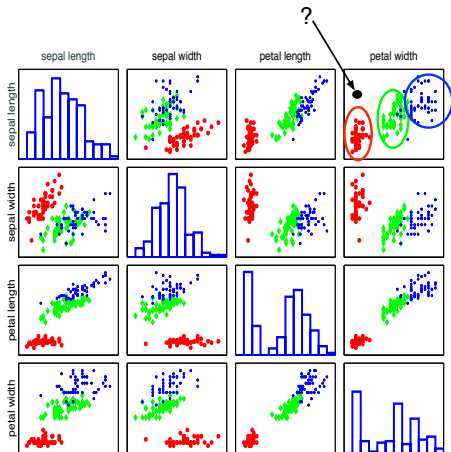 ?
sepal length sepal width petal length petal width
sepal length
sepal width
petal length
petal width